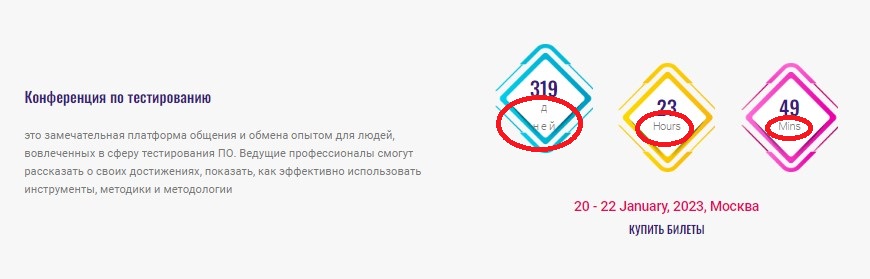 Конференция по тестированию
это замечательная платформа общения и обмена опытом для людей,
вовлеченных в сферу тестирования ПО. Ведущие профессионалы смогут
рассказать о своих достижениях, показать, как эффективно использовать
инструменты, методики и методологии
319
д
ней
23
Hours
49
Mins
20 - 22 January, 2023, Москва
КУПИТЬ БИЛЕТЫ